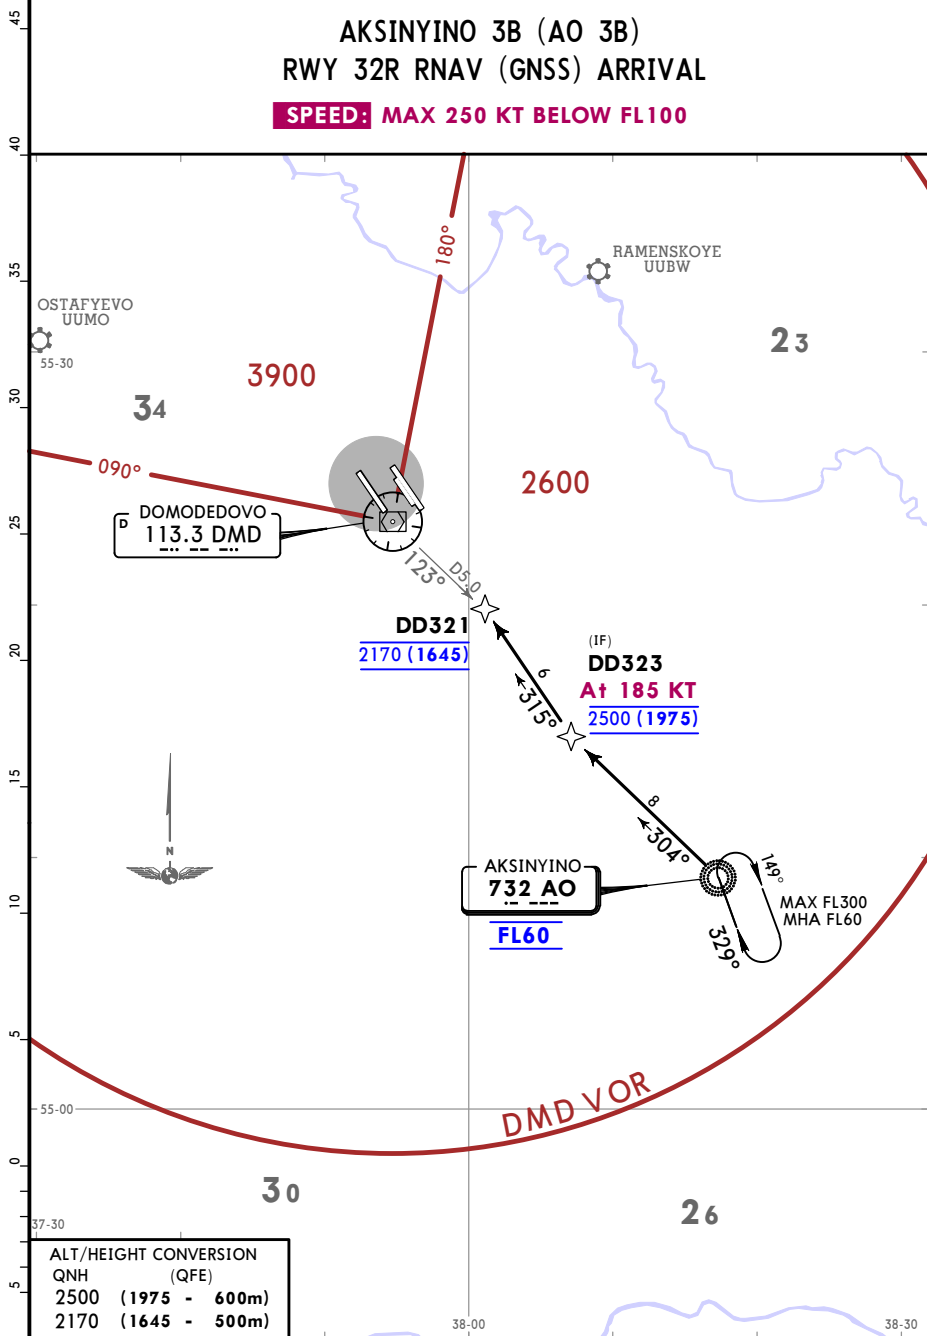 AKSINYINO 3B (AO 3B)
RWY 32R RNAV (GNSS) ARRIVAL
SPEED: MAX 250 KT BELOW FL100
45
40
35
30
25
20
15
10
5
0
5
180°
RAMENSKOYE
UUBW
OSTAFYEVO
UUMO
55-30
23
3900
34
2600
090°
D
DOMODEDOVO
113.3 DMD
-·· -- -··
123°
D5.0
DD321
2170 (1645)
(IF)
DD323
At 185 KT
2500 (1975)
6
315°
N
8
304°
AKSINYINO
732 AO
·- ---
FL60
149°
MAX FL300
MHA FL60
329°
DMD VOR
55-00
30
26
37-30
ALT/HEIGHT CONVERSION
QNH (QFE)
2500 (1975 - 600m)
2170 (1645 - 500m)
38-00
38-30